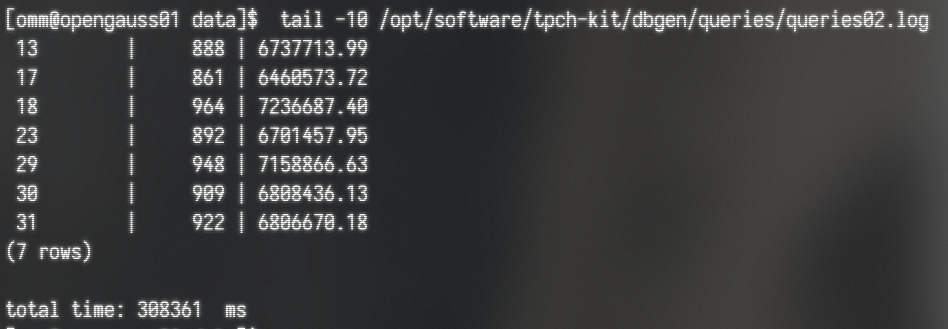 [omm@opengauss01 data]$  tail -10 /opt/software/tpch-kit/dbgen/queries/queries02.log
 13        |     888 | 6737713.99
 17        |     861 | 6460573.72
 18        |     964 | 7236687.40
 23        |     892 | 6701457.95
 29        |     948 | 7158866.63
 30        |     909 | 6808436.13
 31        |     922 | 6806670.18
(7 rows)
total time: 308361  ms